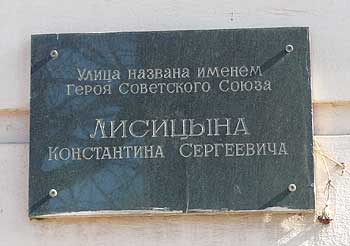 Улица названа именем
Героя Советского Союза
Лисицына
Константина Сергеевича